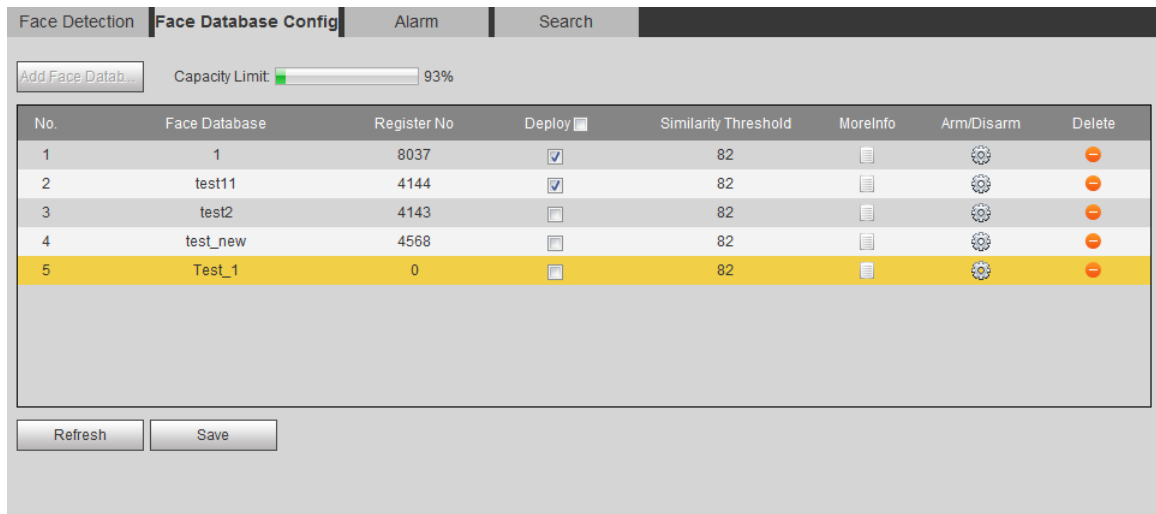 Face Detection Face Database Config Alarm Search
Add Face Datab... Capacity Limit: 93%
No. Face Database Register No Deploy Similarity Threshold MoreInfo Arm/Disarm Delete
1 1 8037 82
2 test11 4144 82
3 test2 4143 82
4 test_new 4568 82
5 Test_1 0 82
Refresh Save